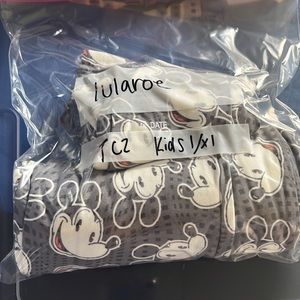 lularoe
DATE
TC2 Kids l/xl